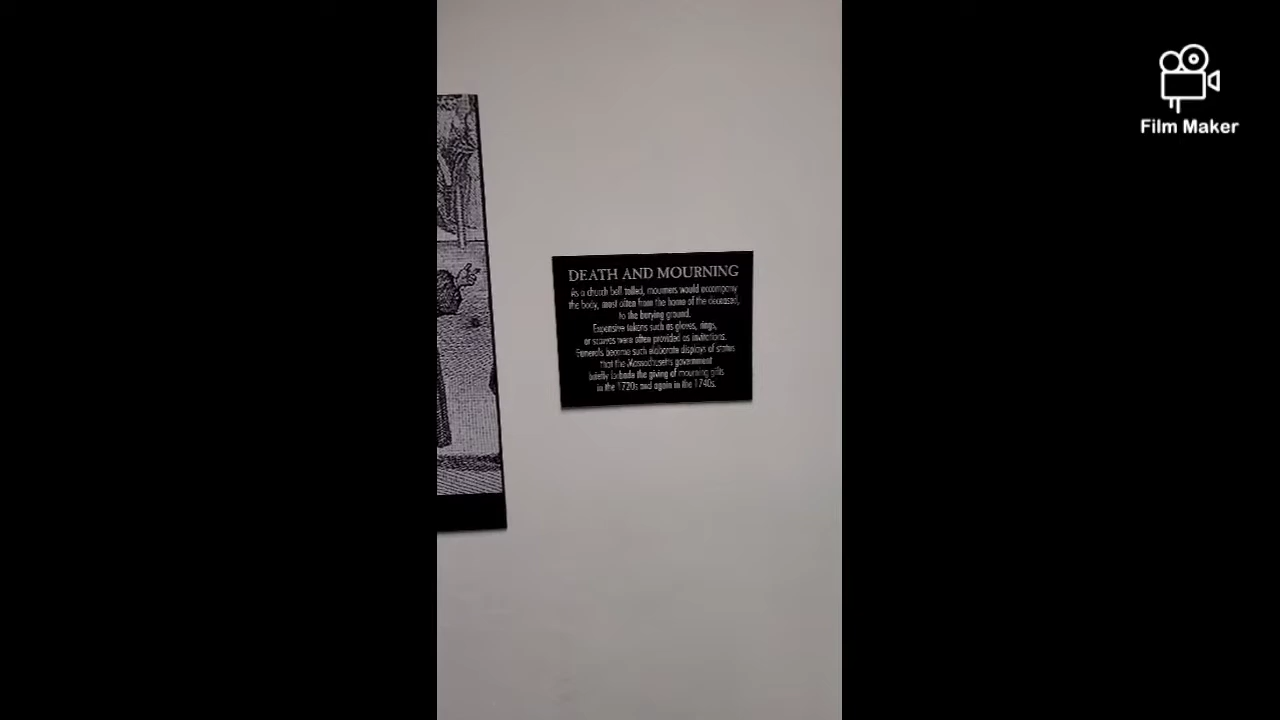 DEATH AND MOURNING
As a church bell tolled, mourners would accompany
the body, most often from the home of the deceased,
to the burying ground.
Expensive tokens such as gloves, rings,
or scarves were often provided as invitations.
Funerals became such elaborate displays of status
that the Massachusetts government
briefly forbade the giving of mourning gifts
in the 1720s and again in the 1740s.
Film Maker